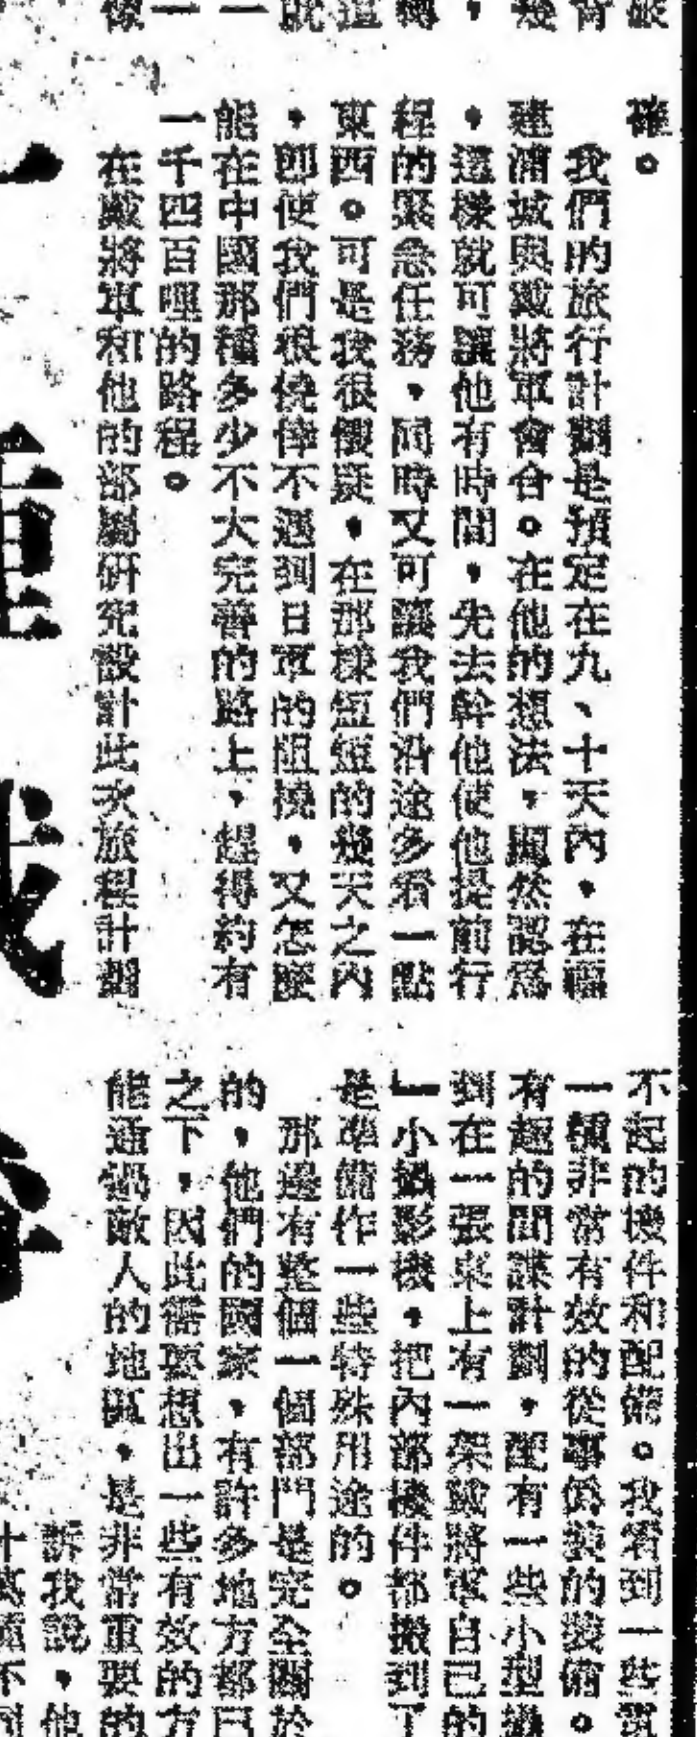 確。
我們的旅行計劃是預定在九、十天內，在福
建浦城與戴將軍會合。在他的想法，顯然認爲
，這樣就可讓他有時間，先去幹他使他提前行
程的緊急任務，同時又可讓我們沿途多看一點
東西。可是我很懷疑，在那樣短短的幾天之內
，卽使我們很僥倖不遇到日軍的阻撓，又怎麼
能在中國那種多少不大完善的路上，趕得約有
一千四百哩的路程。
在戴將軍和他的部屬研究設計此次旅程計劃
不起的機件和配備。我看到一些
一種非常有效的從事僞裝的裝備。
有趣的間諜計劃，配有一些小型
到在一張桌上有一架戴將軍自己的
」小攝影機，把內部機件都搬到了
是準備作一些特殊用途的。
那邊有整個一個部門是完全關於
的，他們的國家，有許多地方都已
之下，因此需要想出一些有效的方
能通過敵人的地區，是非常重要的
訴我說，他
種